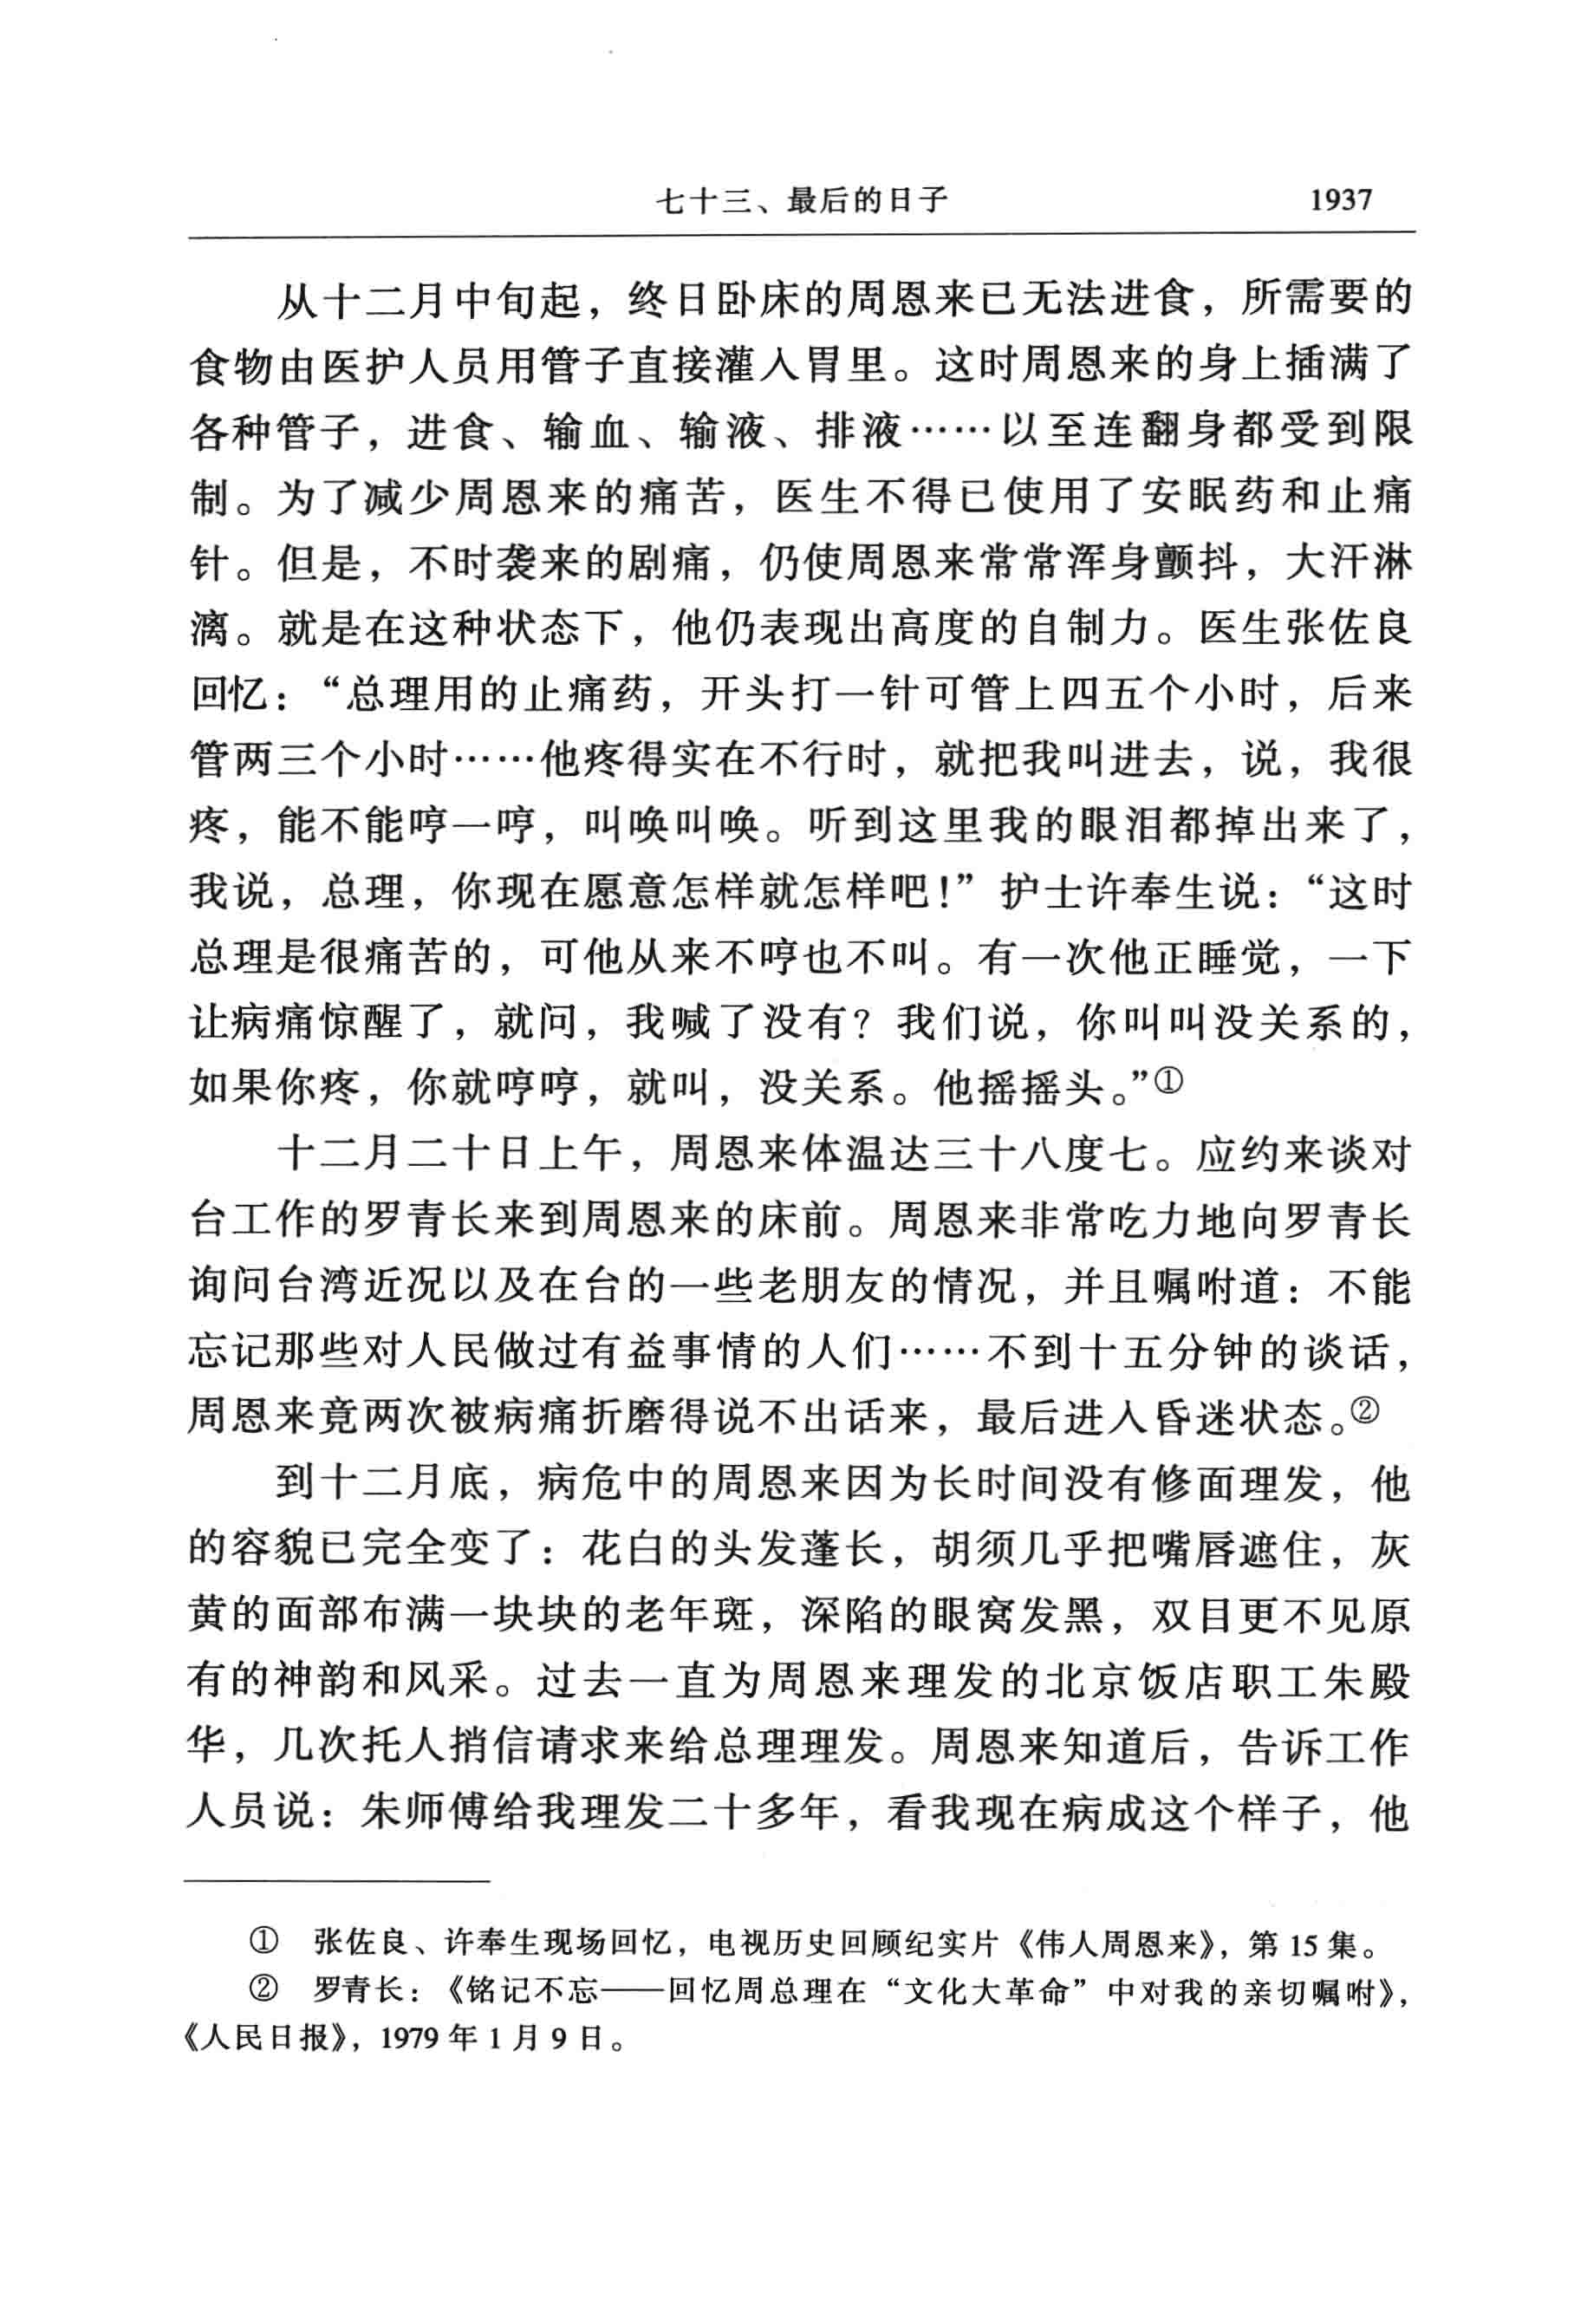 七十三、最后的日子 1937
从十二月中旬起，终日卧床的周恩来已无法进食，所需要的
食物由医护人员用管子直接灌入胃里。这时周恩来的身上插满了
各种管子，进食、输血、输液、排液……以至连翻身都受到限
制。为了减少周恩来的痛苦，医生不得已使用了安眠药和止痛
针。但是，不时袭来的剧痛，仍使周恩来常常浑身颤抖，大汗淋
漓。就是在这种状态下，他仍表现出高度的自制力。医生张佐良
回忆：“总理用的止痛药，开头打一针可管上四五个小时，后来
管两三个小时……他疼得实在不行时，就把我叫进去，说，我很
疼，能不能哼一哼，叫唤叫唤。听到这里我的眼泪都掉出来了，
我说，总理，你现在愿意怎样就怎样吧！”护士许奉生说：“这时
总理是很痛苦的，可他从来不哼也不叫。有一次他正睡觉，一下
让病痛惊醒了，就问，我喊了没有？我们说，你叫叫没关系的，
如果你疼，你就哼哼，就叫，没关系。他摇摇头。”①
十二月二十日上午，周恩来体温达三十八度七。应约来谈对
台工作的罗青长来到周恩来的床前。周恩来非常吃力地向罗青长
询问台湾近况以及在台的一些老朋友的情况，并且嘱咐道：不能
忘记那些对人民做过有益事情的人们……不到十五分钟的谈话，
周恩来竟两次被病痛折磨得说不出话来，最后进入昏迷状态。②
到十二月底，病危中的周恩来因为长时间没有修面理发，他
的容貌已完全变了：花白的头发蓬长，胡须几乎把嘴唇遮住，灰
黄的面部布满一块块的老年斑，深陷的眼窝发黑，双目更不见原
有的神韵和风采。过去一直为周恩来理发的北京饭店职工朱殿
华，几次托人捎信请求来给总理理发。周恩来知道后，告诉工作
人员说：朱师傅给我理发二十多年，看我现在病成这个样子，他
① 张佐良、许奉生现场回忆，电视历史回顾纪实片《伟人周恩来》，第 15 集。
② 罗青长：《铭记不忘——回忆周总理在“文化大革命”中对我的亲切嘱咐》，
《人民日报》，1979 年 1 月 9 日。